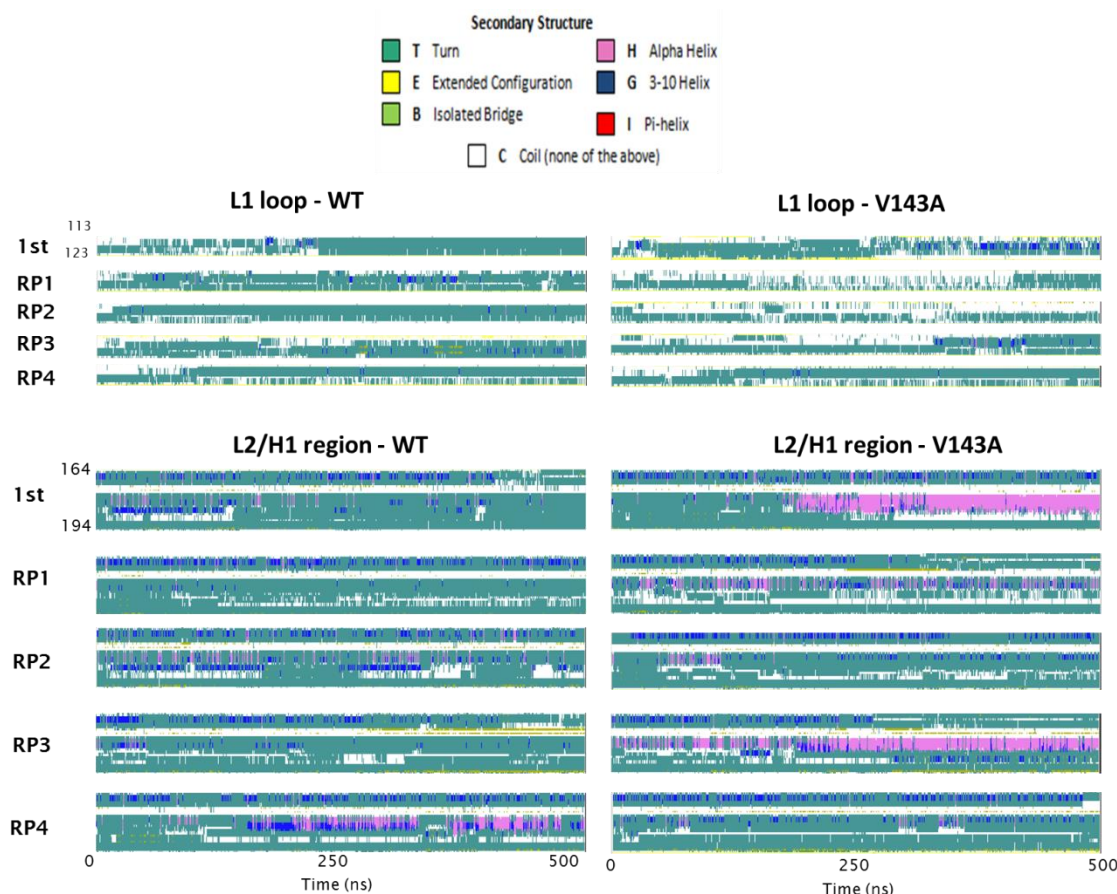 Secondary Structure
T Turn
H Alpha Helix
E Extended Configuration
G 3-10 Helix
B Isolated Bridge
I Pi-helix
C Coil (none of the above)
L1 loop - WT
L1 loop - V143A
113
1st
123
RP1
RP2
RP3
RP4
L2/H1 region - WT
L2/H1 region - V143A
164
1st
194
RP1
RP2
RP3
RP4
0 250 500
0 250 500
Time (ns)
Time (ns)